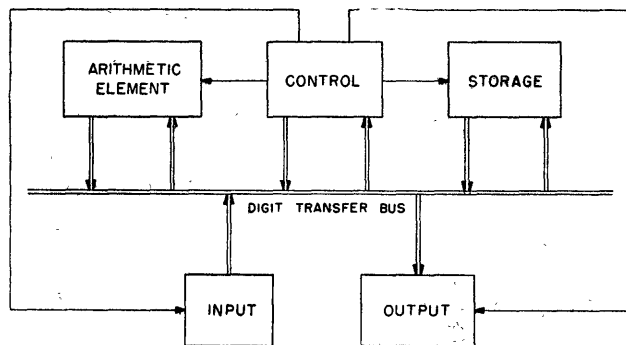 ARITHMETIC
ELEMENT
CONTROL
STORAGE
DIGIT TRANSFER BUS
INPUT
OUTPUT